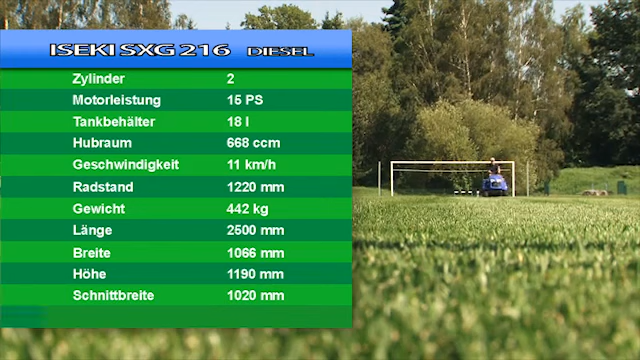 ISEKI SXG 216 DIESEL
Zylinder 2
Motorleistung 15 PS
Tankbehälter 18 l
Hubraum 668 ccm
Geschwindigkeit 11 km/h
Radstand 1220 mm
Gewicht 442 kg
Länge 2500 mm
Breite 1066 mm
Höhe 1190 mm
Schnittbreite 1020 mm